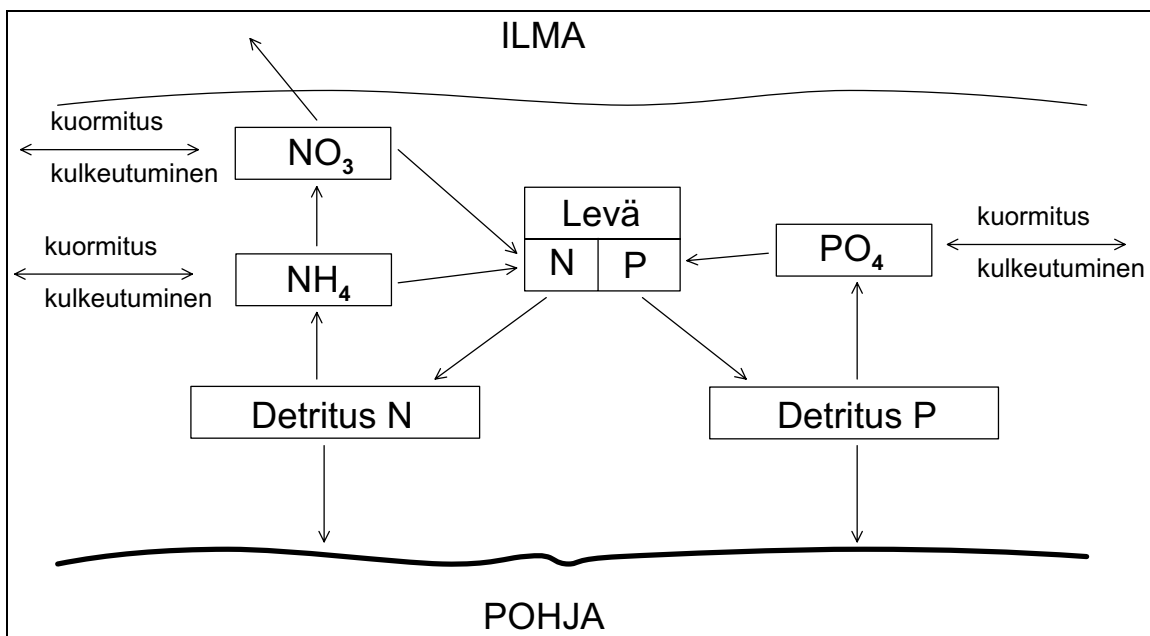 ILMA
kuormitus
kulkeutuminen
NO₃
Levä
N P
kuormitus
kulkeutuminen
NH₄
PO₄
kuormitus
kulkeutuminen
Detritus N
Detritus P
POHJA